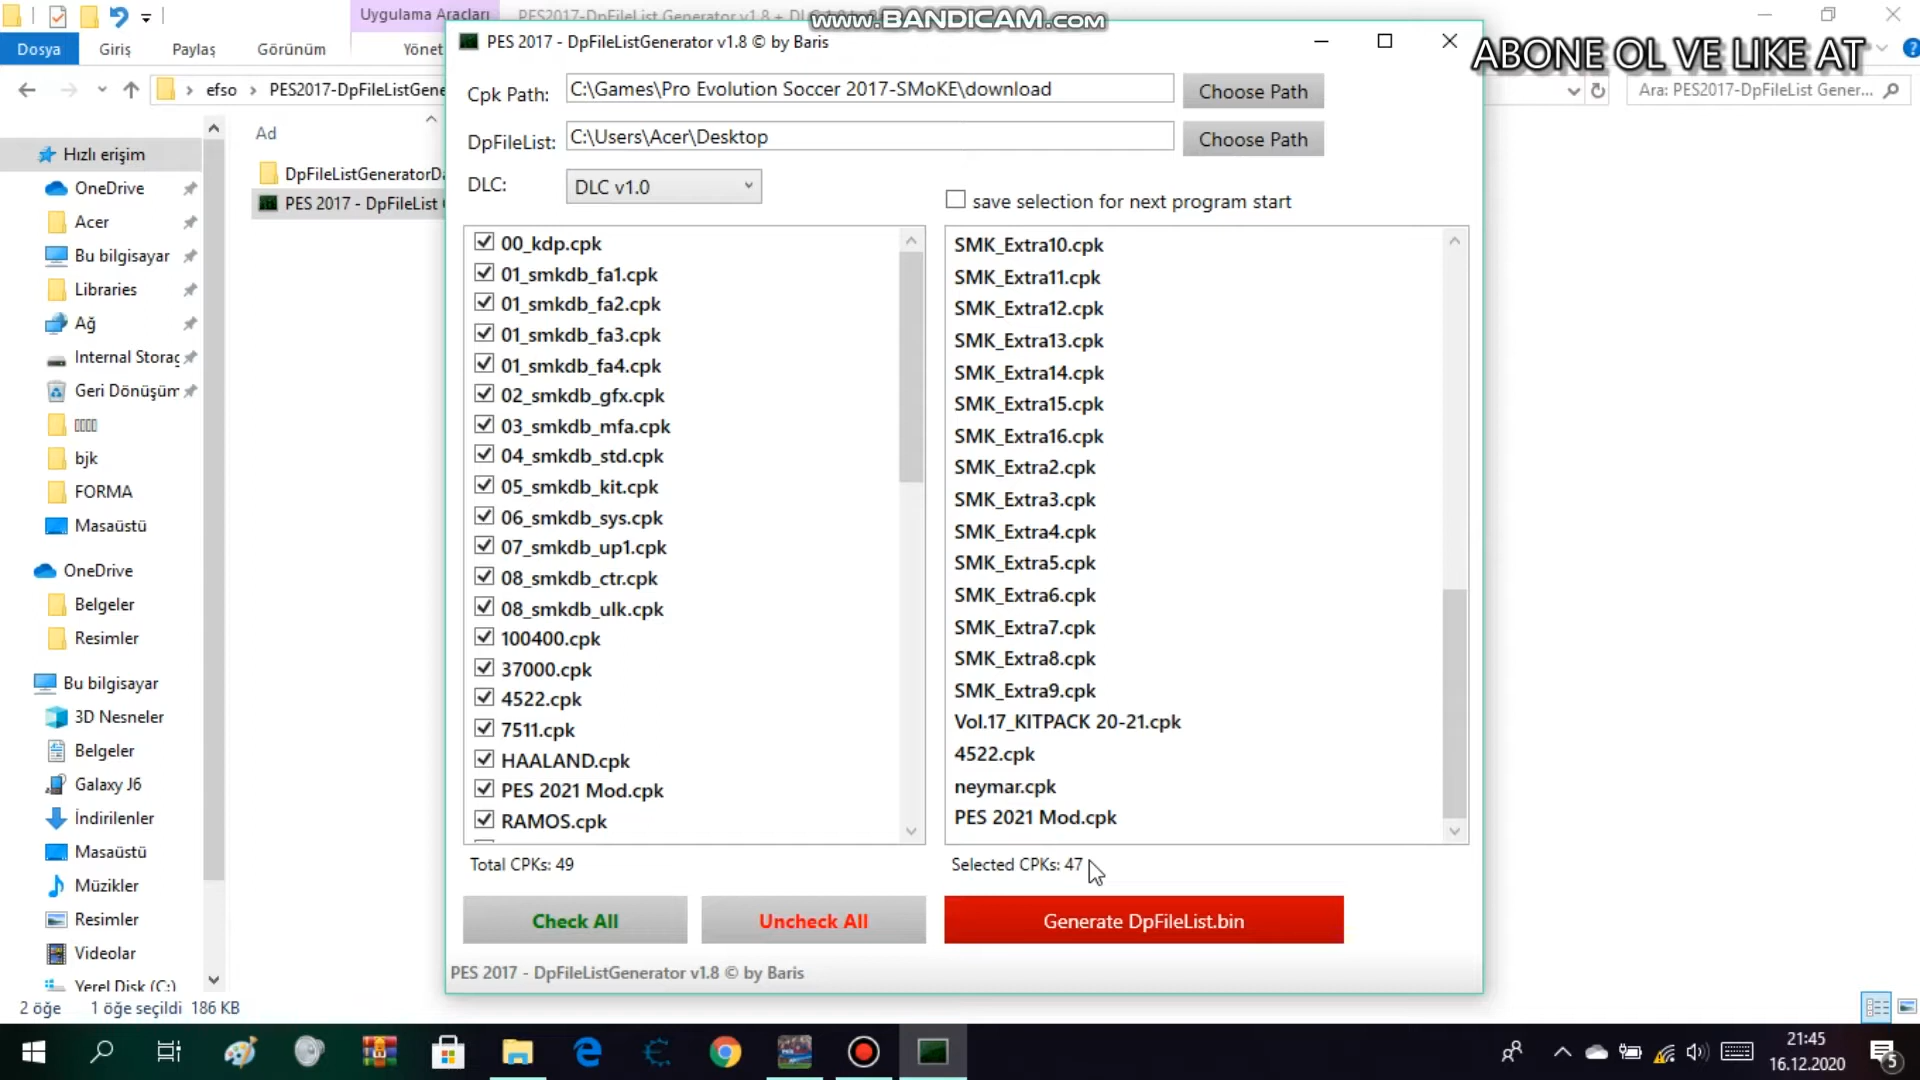 Uygulama Araçları
www.BANDICAM.com
ABONE OL VE LIKE AT
Dosya
Giriş
Paylaş
Görünüm
Yönet
efso
PES2017-DpFileListGene
Ara: PES2017-DpFileList Gener...
PES 2017 - DpFileListGenerator v1.8 © by Baris
Cpk Path:
C:\Games\Pro Evolution Soccer 2017-SMoKE\download
Choose Path
DpFileList:
C:\Users\Acer\Desktop
Choose Path
DLC:
DLC v1.0
save selection for next program start
Ad
DpFileListGeneratorDa
PES 2017 - DpFileList
Hızlı erişim
OneDrive
Acer
Bu bilgisayar
Libraries
Ağ
Internal Storag
Geri Dönüşüm
bjk
FORMA
Masaüstü
OneDrive
Belgeler
Resimler
Bu bilgisayar
3D Nesneler
Belgeler
Galaxy J6
İndirilenler
Masaüstü
Müzikler
Resimler
Videolar
Yerel Disk (C:)
2 öğe
1 öğe seçildi 186 KB
00_kdp.cpk
01_smkdb_fa1.cpk
01_smkdb_fa2.cpk
01_smkdb_fa3.cpk
01_smkdb_fa4.cpk
02_smkdb_gfx.cpk
03_smkdb_mfa.cpk
04_smkdb_std.cpk
05_smkdb_kit.cpk
06_smkdb_sys.cpk
07_smkdb_up1.cpk
08_smkdb_ctr.cpk
08_smkdb_ulk.cpk
100400.cpk
37000.cpk
4522.cpk
7511.cpk
HAALAND.cpk
PES 2021 Mod.cpk
RAMOS.cpk
SMK_Extra10.cpk
SMK_Extra11.cpk
SMK_Extra12.cpk
SMK_Extra13.cpk
SMK_Extra14.cpk
SMK_Extra15.cpk
SMK_Extra16.cpk
SMK_Extra2.cpk
SMK_Extra3.cpk
SMK_Extra4.cpk
SMK_Extra5.cpk
SMK_Extra6.cpk
SMK_Extra7.cpk
SMK_Extra8.cpk
SMK_Extra9.cpk
Vol.17_KITPACK 20-21.cpk
4522.cpk
neymar.cpk
PES 2021 Mod.cpk
Total CPKs: 49
Selected CPKs: 47
Check All
Uncheck All
Generate DpFileList.bin
PES 2017 - DpFileListGenerator v1.8 © by Baris
21:45
16.12.2020
5